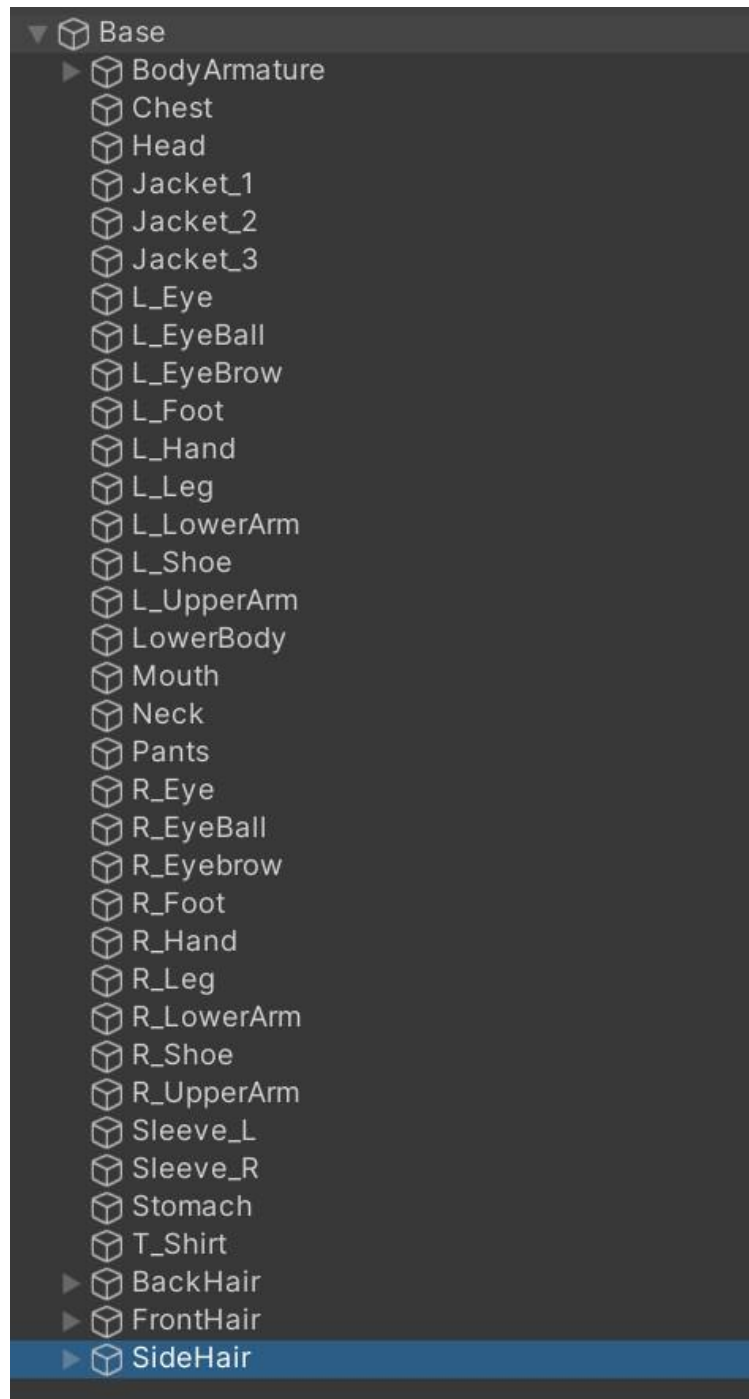 Base
BodyArmature
Chest
Head
Jacket_1
Jacket_2
Jacket_3
L_Eye
L_EyeBall
L_EyeBrow
L_Foot
L_Hand
L_Leg
L_LowerArm
L_Shoe
L_UpperArm
LowerBody
Mouth
Neck
Pants
R_Eye
R_EyeBall
R_Eyebrow
R_Foot
R_Hand
R_Leg
R_LowerArm
R_Shoe
R_UpperArm
Sleeve_L
Sleeve_R
Stomach
T_Shirt
BackHair
FrontHair
SideHair